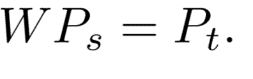 $WP_s = P_t.$